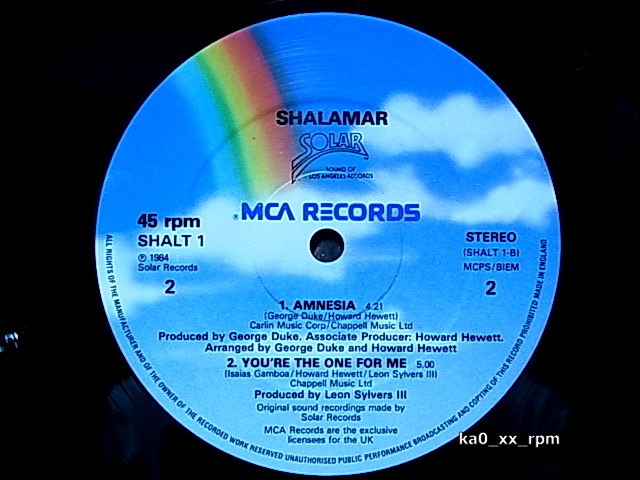 SHALAMAR
SOLAR
SOUND OF
LOS ANGELES RECORDS
MCA RECORDS
45 rpm
SHALT 1
℗ 1984
Solar Records
2
STEREO
(SHALT 1-B)
MCPS/BIEM
2
1. AMNESIA 4:21
(George Duke/Howard Hewett)
Carlin Music Corp/Chappell Music Ltd
Produced by George Duke. Associate Producer: Howard Hewett.
Arranged by George Duke and Howard Hewett
2. YOU'RE THE ONE FOR ME 5.00
(Isaias Gamboa/Howard Hewett/Leon Sylvers III)
Chappell Music Ltd
Produced by Leon Sylvers III
Original sound recordings made by
Solar Records
MCA Records are the exclusive
licensees for the UK
ALL RIGHTS OF THE MANUFACTURER AND OF THE OWNER OF THE RECORDED WORK RESERVED UNAUTHORISED PUBLIC PERFORMANCE BROADCASTING AND COPYING OF THIS RECORD PROHIBITED MADE IN ENGLAND
ka0_xx_rpm